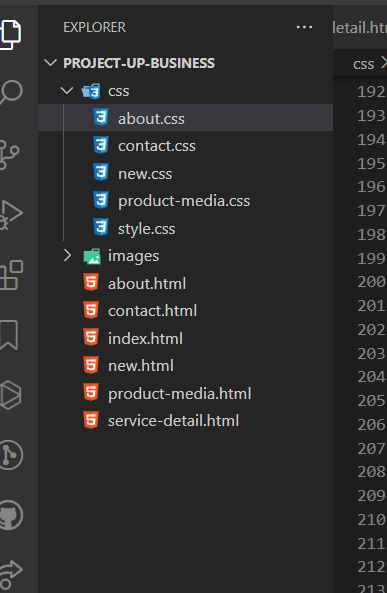 EXPLORER
detail.ht
PROJECT-UP-BUSINESS
css
css
about.css
contact.css
new.css
product-media.css
style.css
images
about.html
contact.html
index.html
new.html
product-media.html
service-detail.html
192
193
194
195
196
197
198
199
200
201
202
203
204
205
206
207
208
209
210
211
212
213